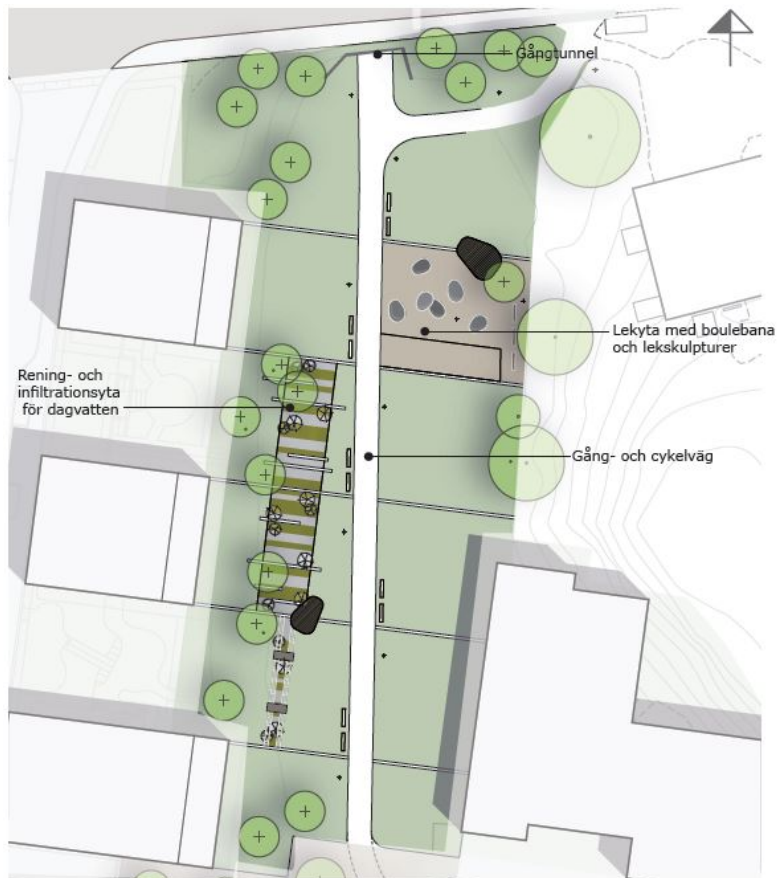 Gångtunnel
Lekyta med boulebana
och lekskulpturer
Rening- och
infiltrationsyta
för dagvatten
Gång- och cykelväg